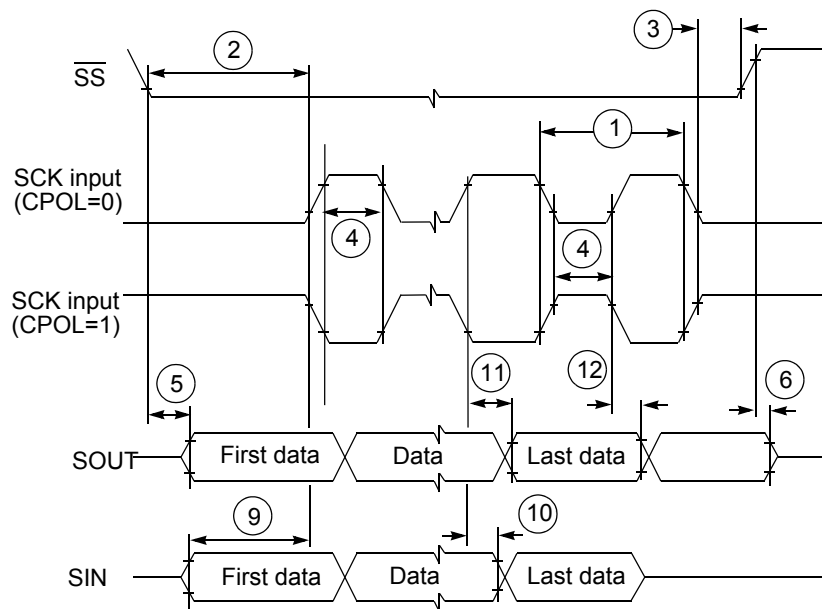 3
2
SS
1
SCK input
(CPOL=0)
4
4
SCK input
(CPOL=1)
5
11
12
6
SOUT
First data
Data
Last data
9
10
SIN
First data
Data
Last data